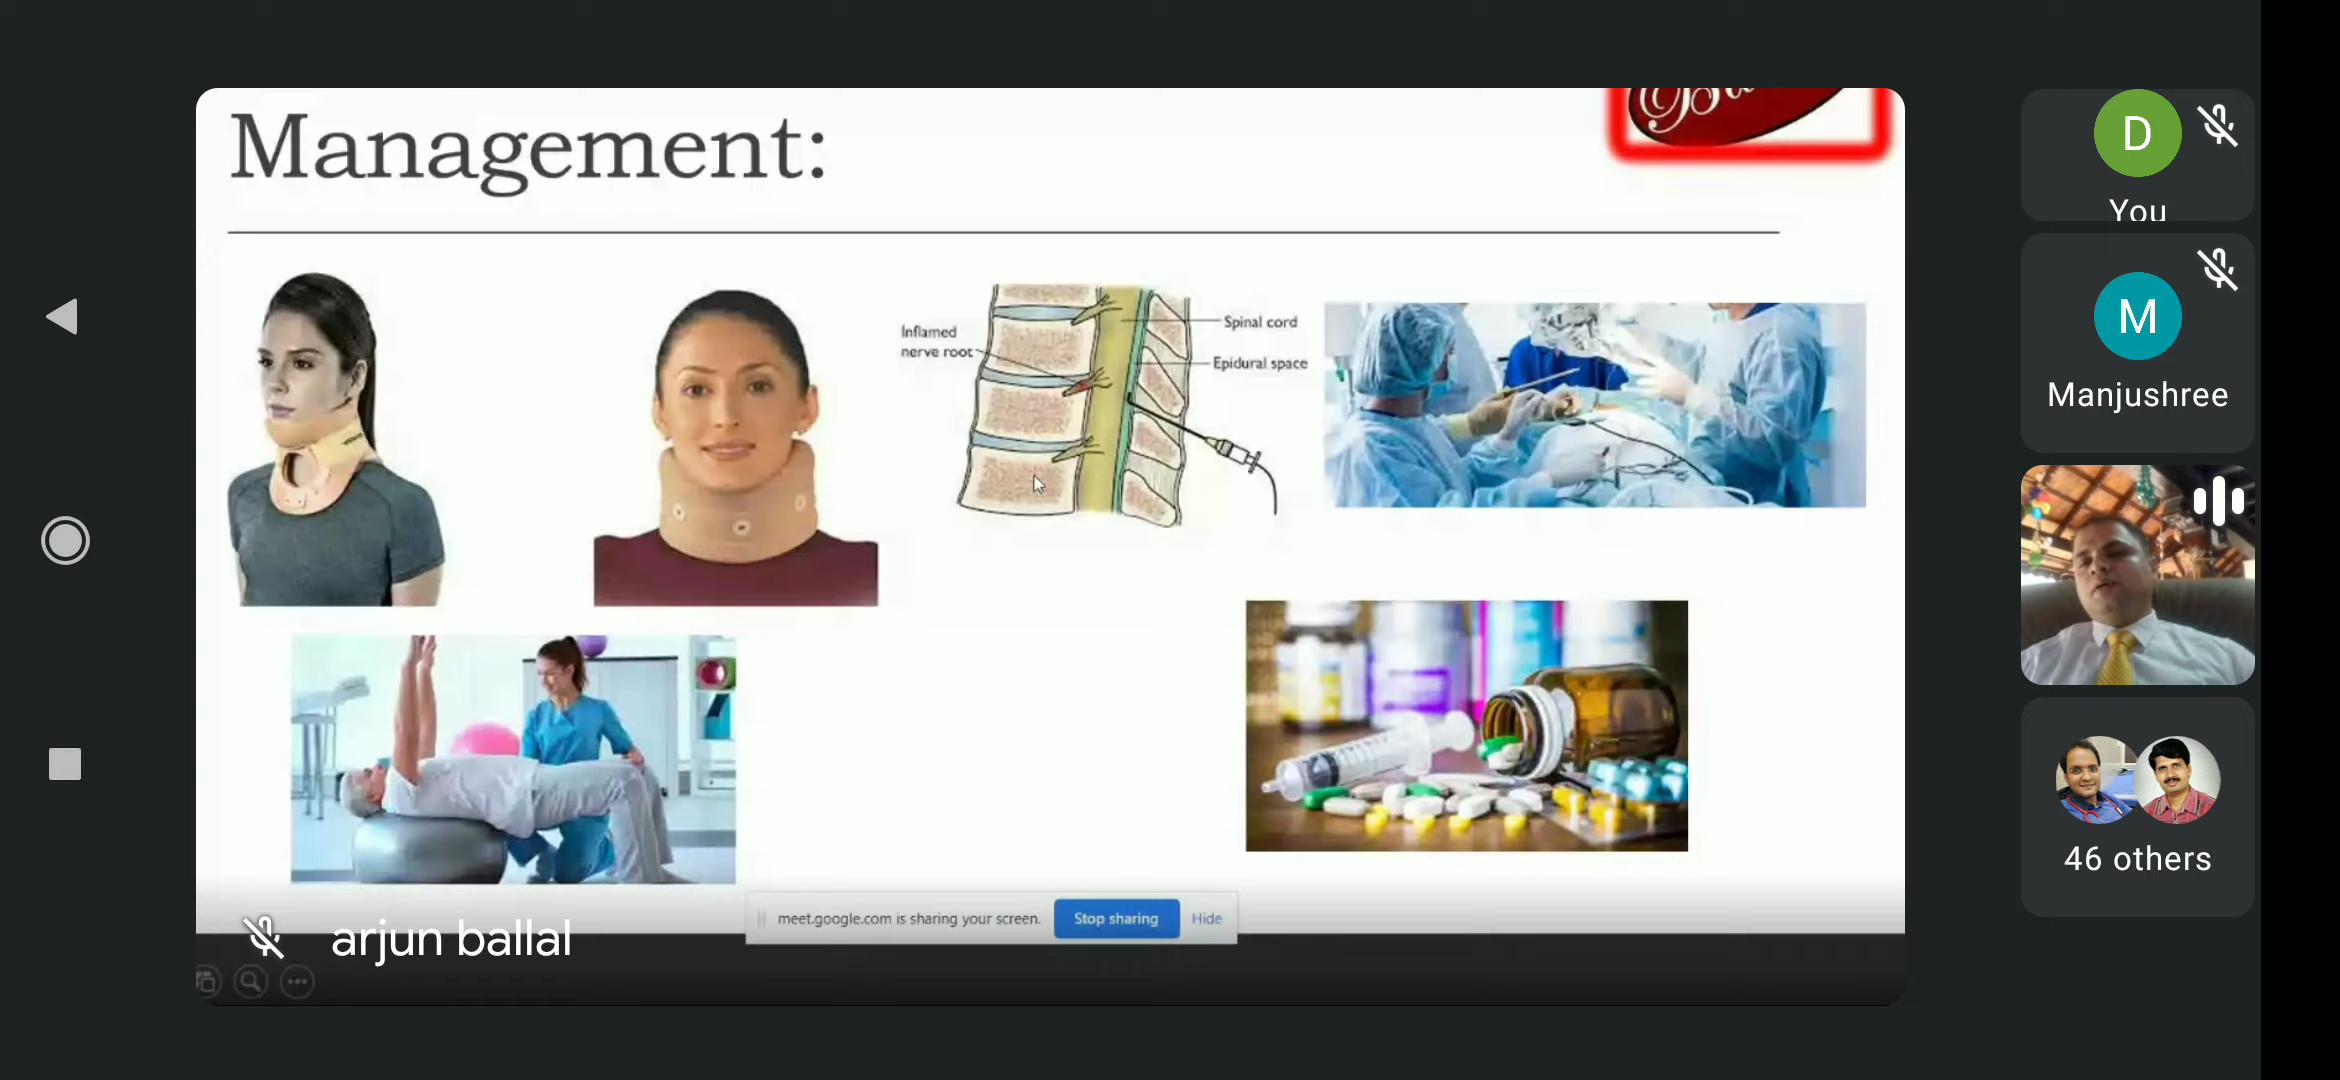 Management:
Inflamed
nerve root
Spinal cord
Epidural space
meet.google.com is sharing your screen.
Stop sharing
Hide
arjun ballal
D
You
M
Manjushree
46 others